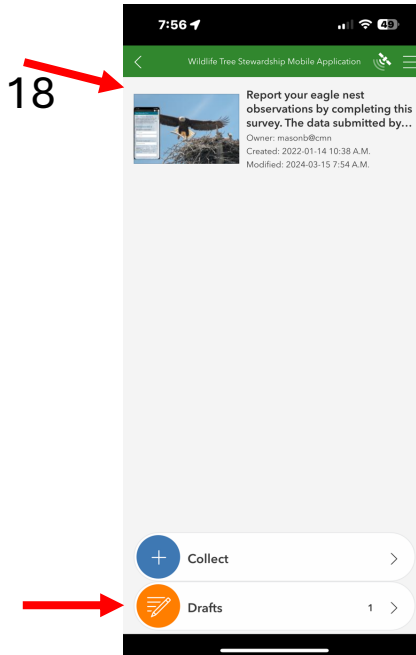 7:56
49
Wildlife Tree Stewardship Mobile Application
18
Report your eagle nest
observations by completing this
survey. The data submitted by...
Owner: masonb@cmn
Created: 2022-01-14 10:38 A.M.
Modified: 2024-03-15 7:54 A.M.
Collect
Drafts 1